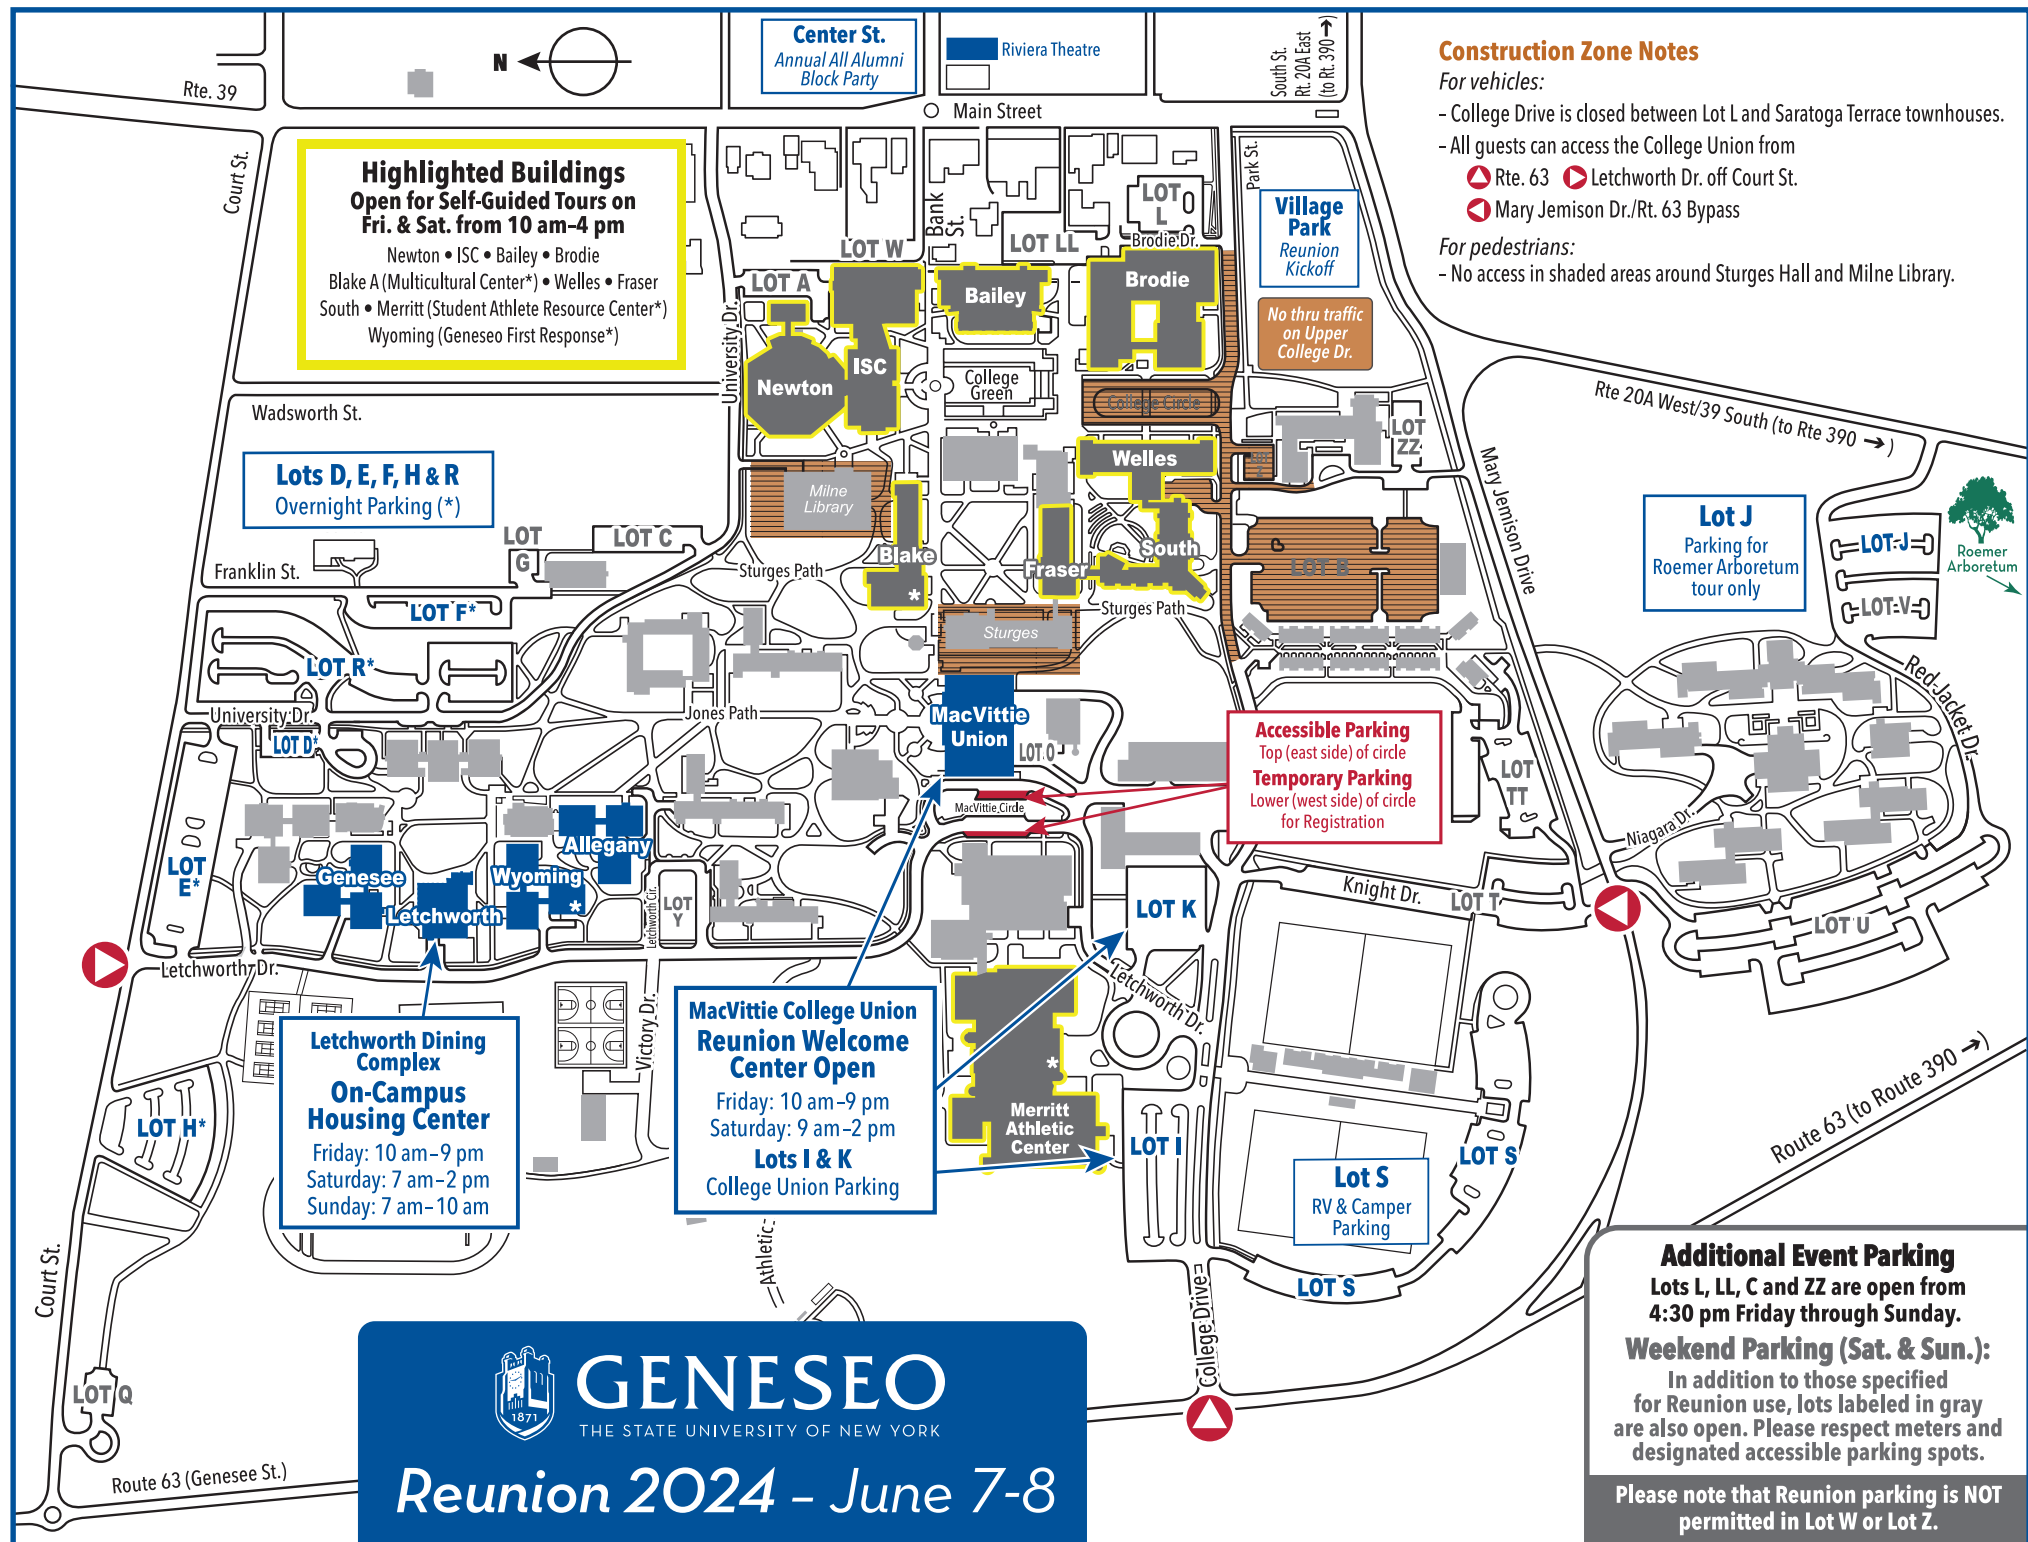 Center St.
Annual All Alumni
Block Party
Riviera Theatre
South St.
Rt. 20A East
(to Rt. 390 →)
N
Rte. 39
Main Street
Construction Zone Notes
For vehicles:
– College Drive is closed between Lot L and Saratoga Terrace townhouses.
– All guests can access the College Union from
Rte. 63
Letchworth Dr. off Court St.
Mary Jemison Dr./Rt. 63 Bypass
For pedestrians:
– No access in shaded areas around Sturges Hall and Milne Library.
Court St.
Highlighted Buildings
Open for Self-Guided Tours on
Fri. & Sat. from 10 am–4 pm
Newton • ISC • Bailey • Brodie
Blake A (Multicultural Center*) • Welles • Fraser
South • Merritt (Student Athlete Resource Center*)
Wyoming (Geneseo First Response*)
Bank
St.
LOT
L
Park St.
Village
Park
Reunion
Kickoff
LOT W
LOT LL
Brodie Dr.
LOT A
Bailey
Brodie
No thru traffic
on Upper
College Dr.
University Dr.
Newton
ISC
College
Green
College Circle
Wadsworth St.
Rte 20A West/39 South (to Rte 390 →)
LOT
ZZ
Welles
LOT
Z
Mary Jemison Drive
Lots D, E, F, H & R
Overnight Parking (*)
Milne
Library
Lot J
Parking for
Roemer Arboretum
tour only
LOT J
Roemer
Arboretum
LOT V
LOT
G
LOT C
Blake
*
Fraser
South
LOT B
Franklin St.
Sturges Path
Sturges Path
LOT F*
Sturges
LOT R*
Red Jacket Dr.
University Dr.
Jones Path
MacVittie
Union
LOT O
LOT D*
Accessible Parking
Top (east side) of circle
Temporary Parking
Lower (west side) of circle
for Registration
LOT
TT
MacVittie Circle
Niagara Dr.
LOT
E*
Allegany
Genesee
Wyoming
*
Letchworth
Letchworth Cir.
LOT
Y
LOT K
Knight Dr.
LOT T
LOT U
Letchworth Dr.
Letchworth Dr.
Letchworth Dining
Complex
On-Campus
Housing Center
Friday: 10 am–9 pm
Saturday: 7 am–2 pm
Sunday: 7 am–10 am
Victory Dr.
MacVittie College Union
Reunion Welcome
Center Open
Friday: 10 am–9 pm
Saturday: 9 am–2 pm
Lots I & K
College Union Parking
*
Merritt
Athletic
Center
LOT I
LOT H*
Lot S
RV & Camper
Parking
LOT S
LOT S
Route 63 (to Route 390 →)
Court St.
Athletic
College Drive
Additional Event Parking
Lots L, LL, C and ZZ are open from
4:30 pm Friday through Sunday.
Weekend Parking (Sat. & Sun.):
In addition to those specified
for Reunion use, lots labeled in gray
are also open. Please respect meters and
designated accessible parking spots.
Please note that Reunion parking is NOT
permitted in Lot W or Lot Z.
LOT Q
Route 63 (Genesee St.)
1871
GENESEO
THE STATE UNIVERSITY OF NEW YORK
Reunion 2024 – June 7-8